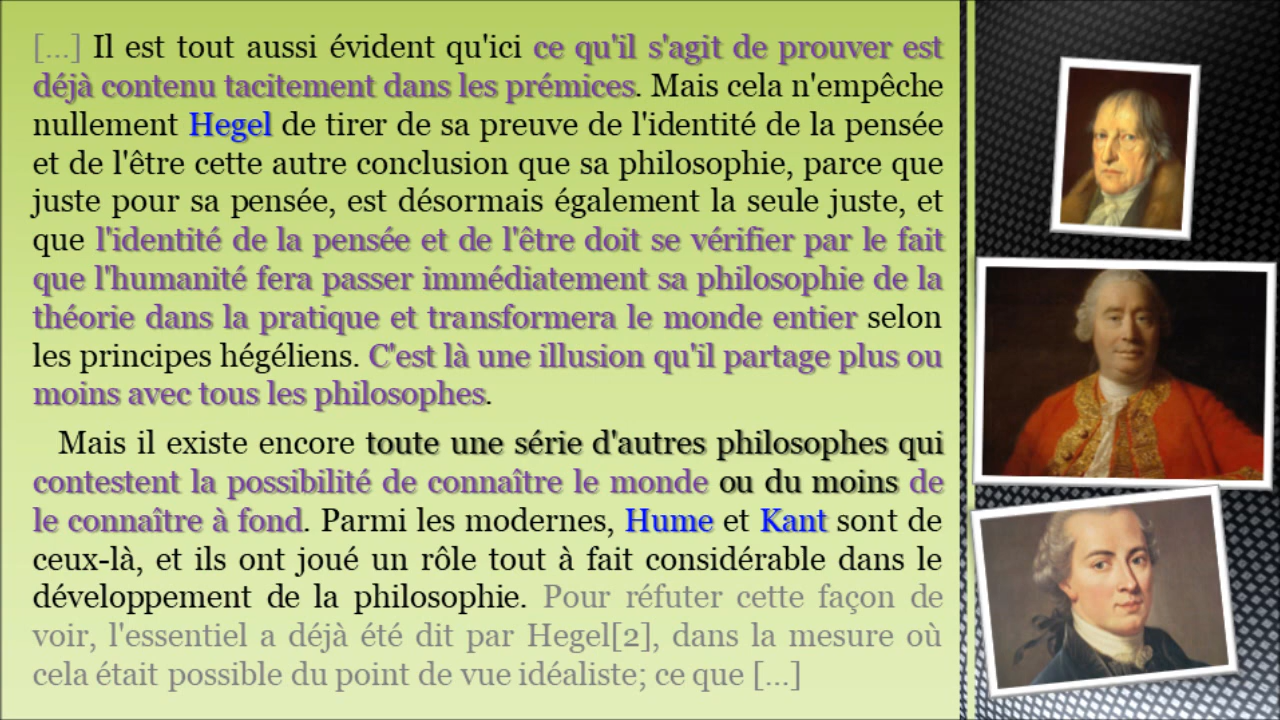 [...] Il est tout aussi évident qu'ici ce qu'il s'agit de prouver est
déjà contenu tacitement dans les prémices. Mais cela n'empêche
nullement Hegel de tirer de sa preuve de l'identité de la pensée
et de l'être cette autre conclusion que sa philosophie, parce que
juste pour sa pensée, est désormais également la seule juste, et
que l'identité de la pensée et de l'être doit se vérifier par le fait
que l'humanité fera passer immédiatement sa philosophie de la
théorie dans la pratique et transformera le monde entier selon
les principes hégéliens. C'est là une illusion qu'il partage plus ou
moins avec tous les philosophes.
Mais il existe encore toute une série d'autres philosophes qui
contestent la possibilité de connaître le monde ou du moins de
le connaître à fond. Parmi les modernes, Hume et Kant sont de
ceux-là, et ils ont joué un rôle tout à fait considérable dans le
développement de la philosophie. Pour réfuter cette façon de
voir, l'essentiel a déjà été dit par Hegel[2], dans la mesure où
cela était possible du point de vue idéaliste; ce que [...]